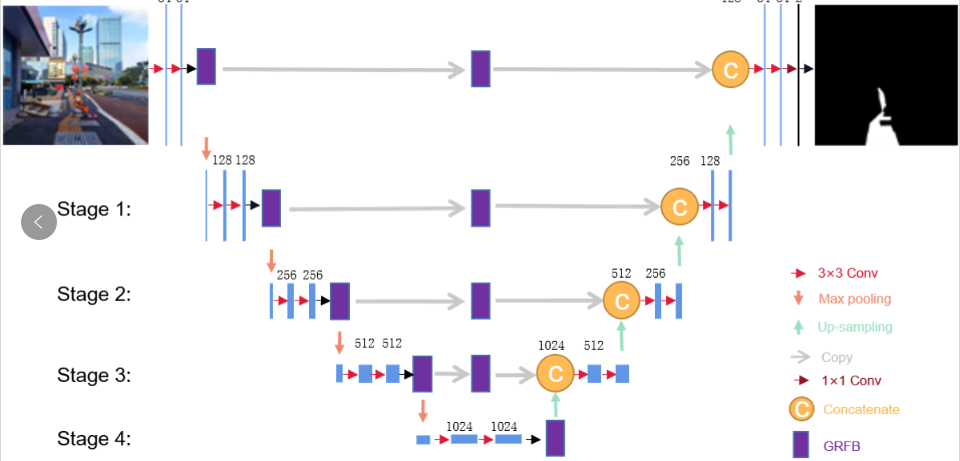 128 128
256 128
Stage 1:
256 256
512 256
Stage 2:
3×3 Conv
Max pooling
Up-sampling
512 512
1024 512
Stage 3:
Copy
1×1 Conv
C Concatenate
1024 1024
Stage 4:
GRFB
C
C
C
C